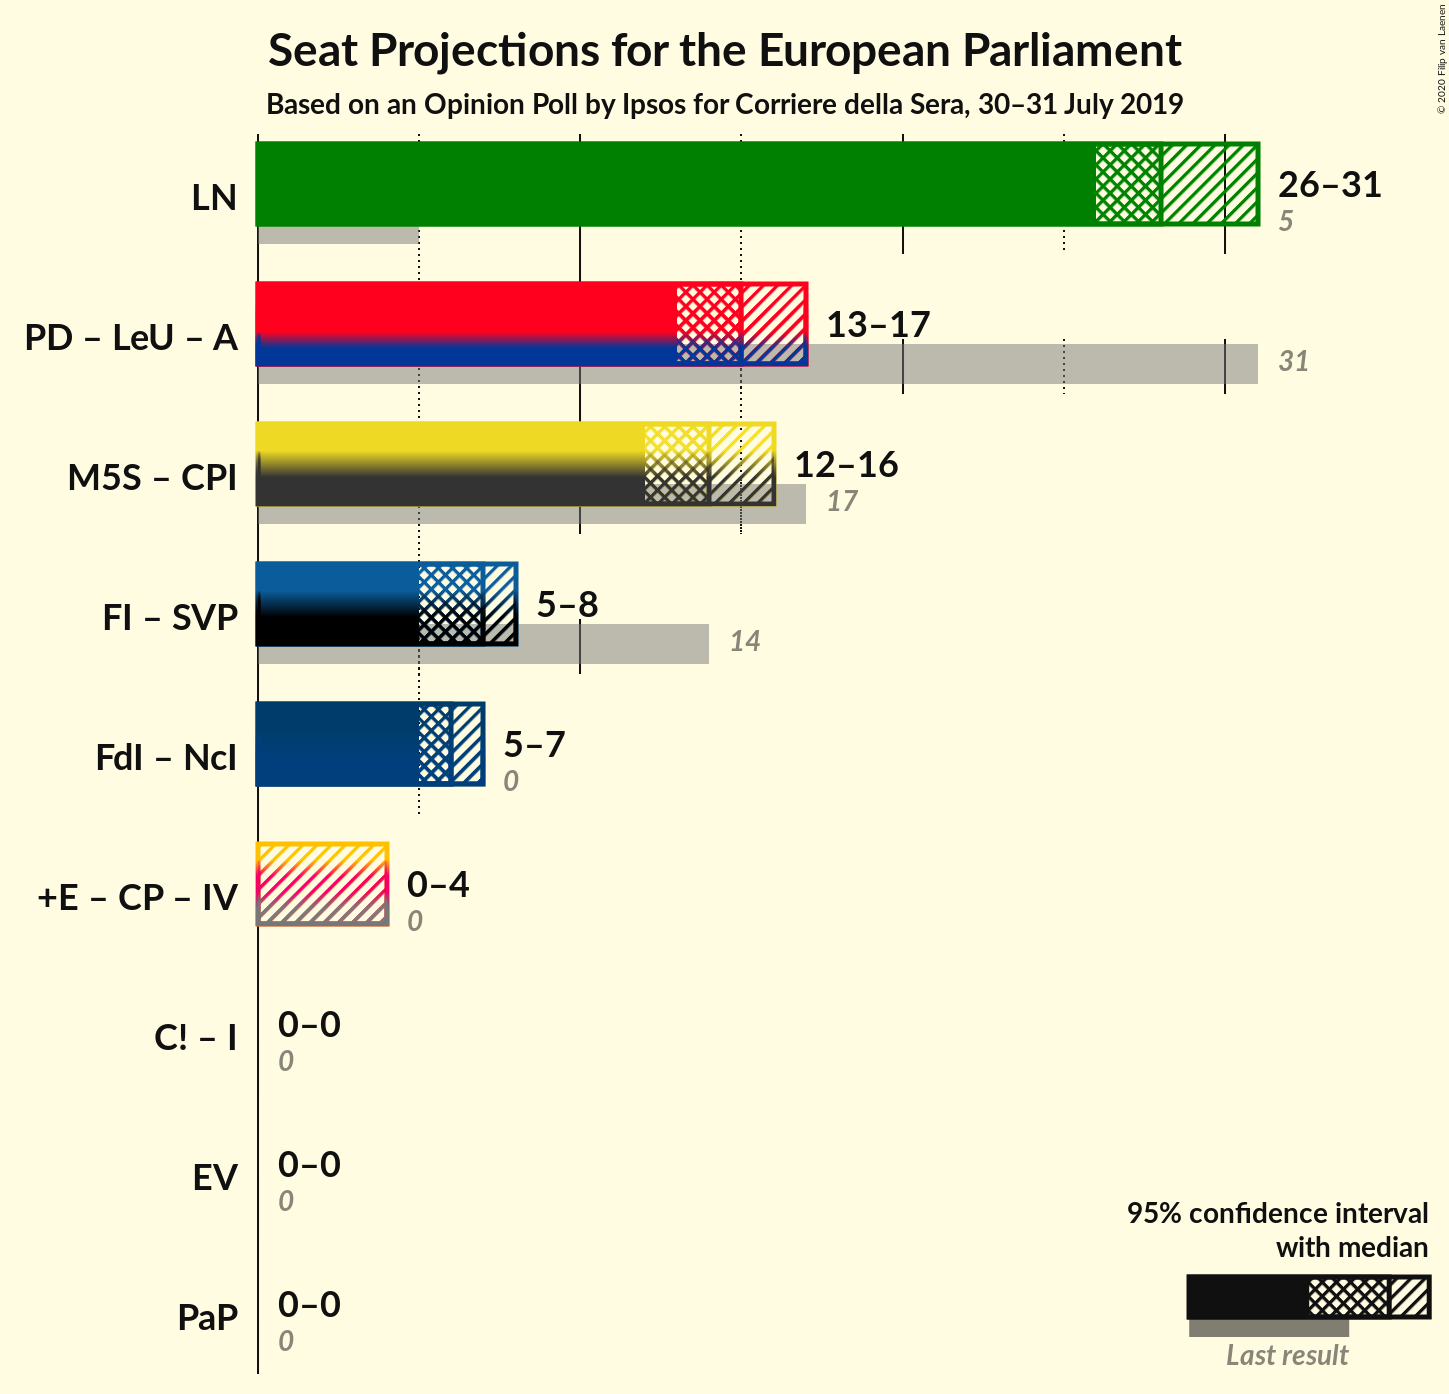 Seat Projections for the European Parliament
Based on an Opinion Poll by Ipsos for Corriere della Sera, 30–31 July 2019
© 2020 Filip van Laenen
LN
26–31
5
PD – LeU – A
13–17
31
M5S – CPI
12–16
17
FI – SVP
5–8
14
FdI – NcI
5–7
0
+E – CP – IV
0–4
0
C! – I
0–0
0
EV
0–0
0
PaP
0–0
0
95% confidence interval
with median
Last result